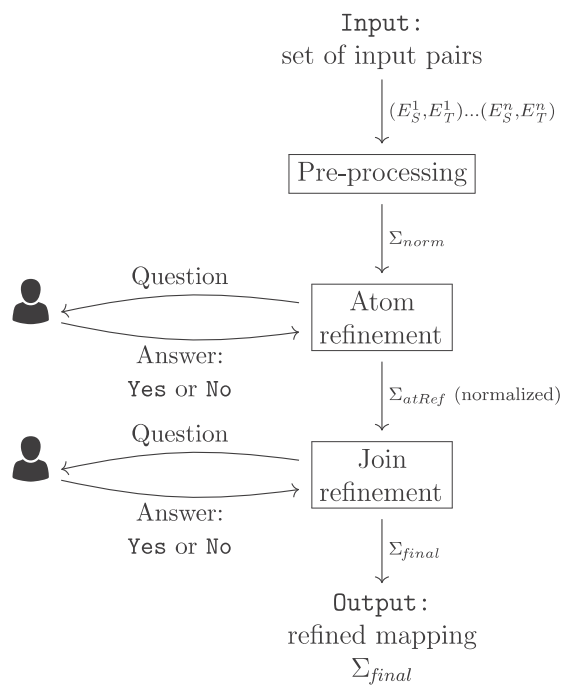 Input:
set of input pairs
(E_S^1,E_T^1)...(E_S^n,E_T^n)
Pre-processing
Σ_norm
Question
Atom
refinement
Answer:
Yes or No
Σ_atRef (normalized)
Question
Join
refinement
Answer:
Yes or No
Σ_final
Output:
refined mapping
Σ_final